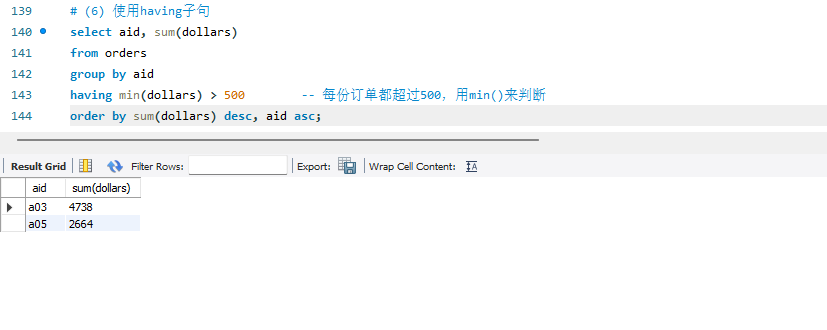 139 # (6) 使用having子句
140 select aid, sum(dollars)
141 from orders
142 group by aid
143 having min(dollars) > 500 -- 每份订单都超过500，用min()来判断
144 order by sum(dollars) desc, aid asc;
Result Grid Filter Rows: Export: Wrap Cell Content:
aid sum(dollars)
a03 4738
a05 2664